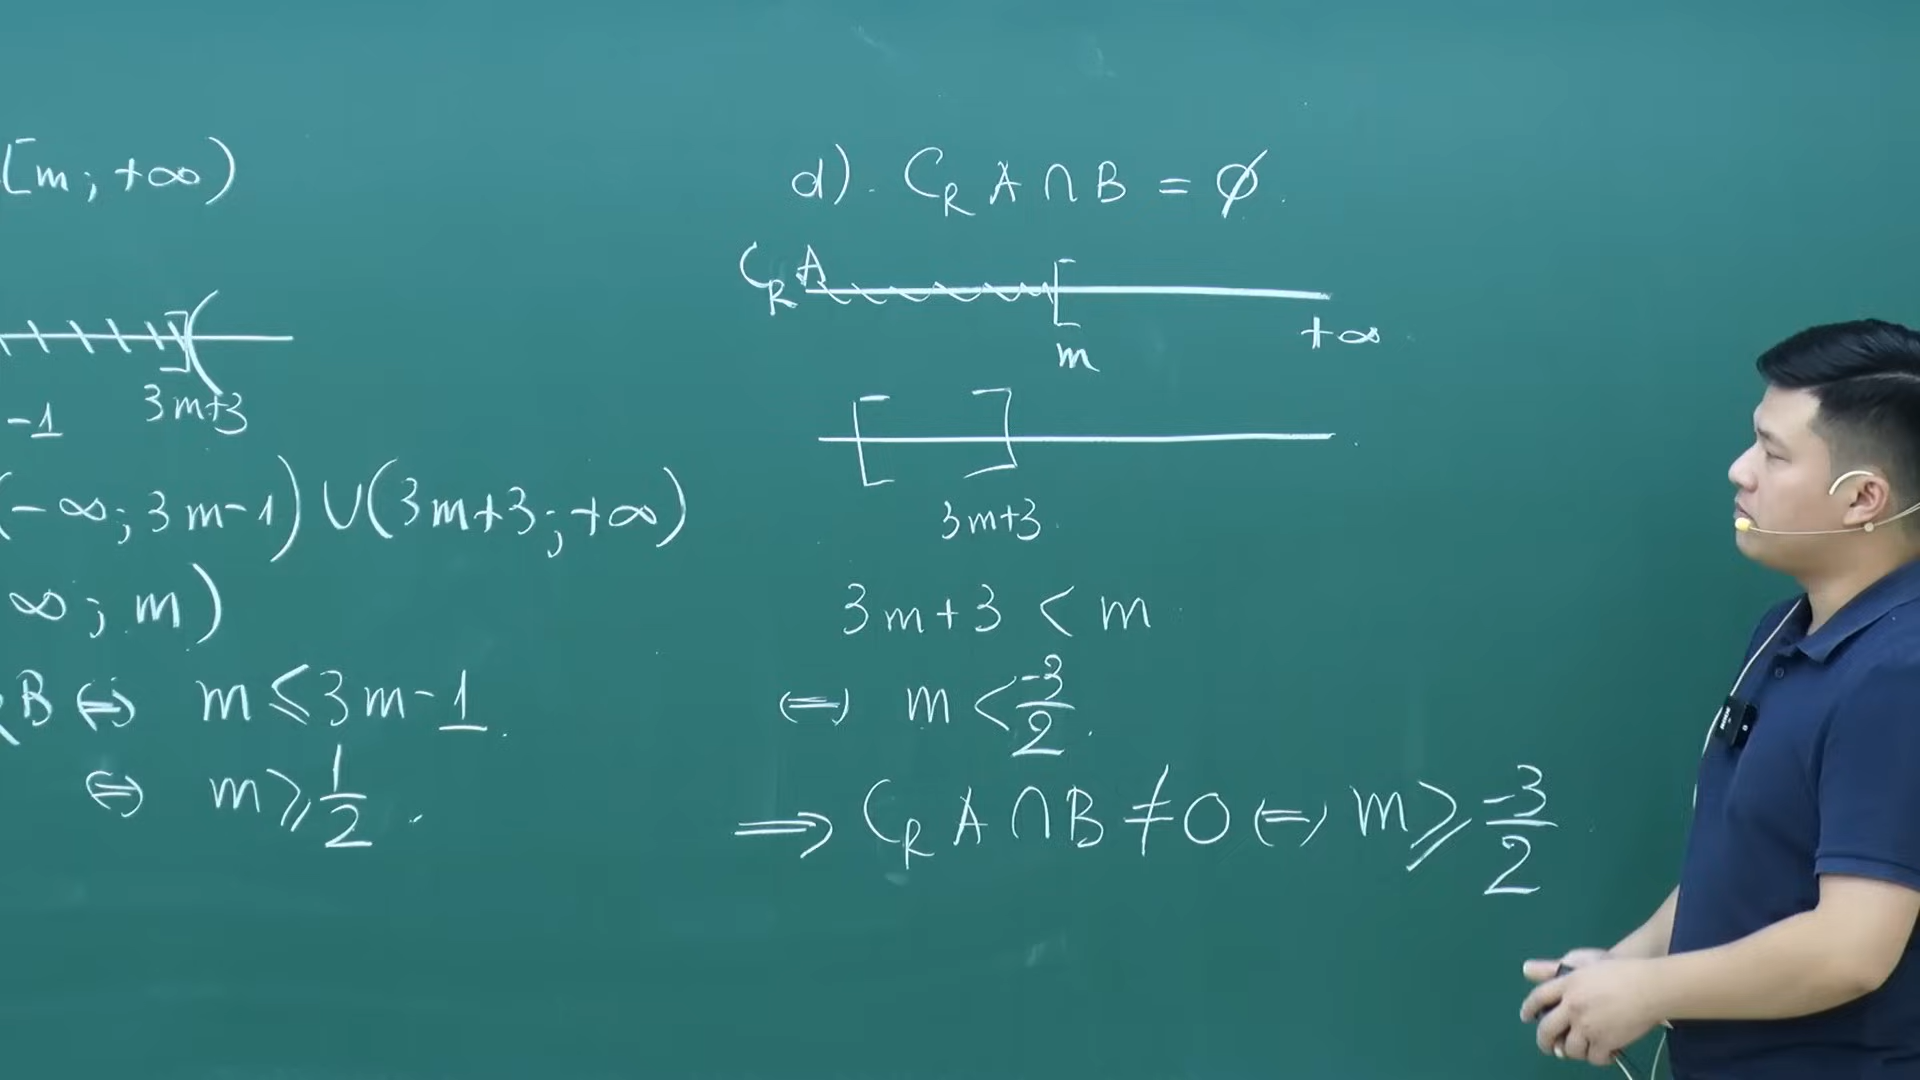 [m; +∞)
-1 3m+3
(-∞; 3m-1) ∪ (3m+3; +∞)
∞; m)
B ⇔ m ⩽ 3m-1.
⇔ m ⩾ 1/2.
d). C_R A ∩ B = ∅.
C_R A
m +∞
3m+3.
3m+3 < m
⇔ m < -3/2.
⟹ C_R A ∩ B ≠ 0 ⇔ m ⩾ -3/2